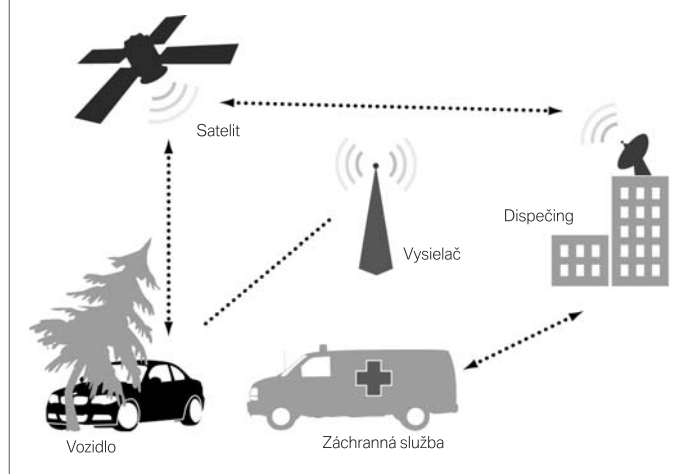 Satelit
Dispečing
Vysielač
Vozidlo
Záchranná služba